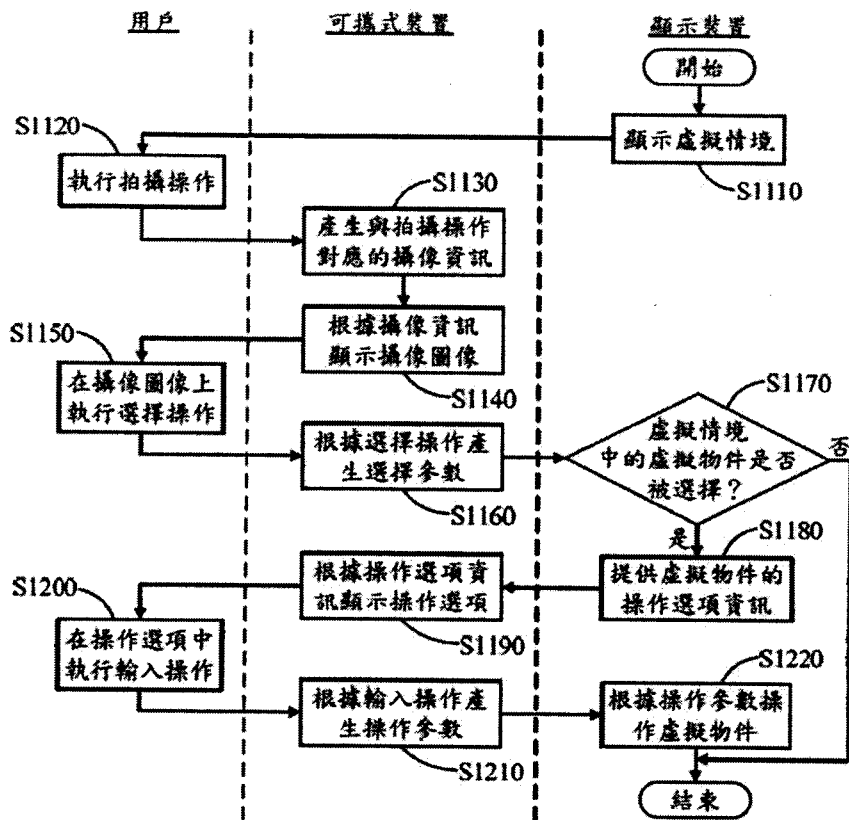 用戶
可攜式裝置
顯示裝置
開始
顯示虛擬情境
S1110
S1120
執行拍攝操作
S1130
產生與拍攝操作
對應的攝像資訊
根據攝像資訊
顯示攝像圖像
S1140
S1150
在攝像圖像上
執行選擇操作
根據選擇操作產
生選擇參數
S1160
S1170
虛擬情境
中的虛擬物件是否
被選擇？
否
是
S1180
提供虛擬物件的
操作選項資訊
根據操作選項資
訊顯示操作選項
S1190
S1200
在操作選項中
執行輸入操作
根據輸入操作產
生操作參數
S1210
S1220
根據操作參數操
作虛擬物件
結束